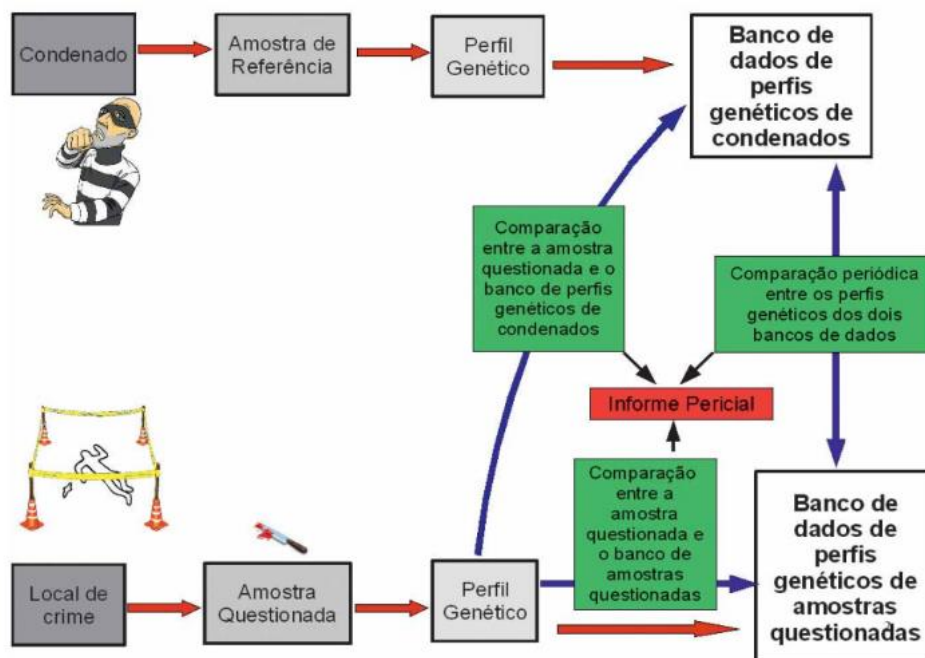 Condenado
Amostra de
Referência
Perfil
Genético
Banco de
dados de
perfis
genéticos de
condenados
Comparação
entre a amostra
questionada e o
banco de perfis
genéticos de
condenados
Comparação periódica
entre os perfis
genéticos dos dois
bancos de dados
Informe Pericial
Comparação
entre a
amostra
questionada e
o banco de
amostras
questionadas
Local de
crime
Amostra
Questionada
Perfil
Genético
Banco de
dados de
perfis
genéticos de
amostras
questionadas